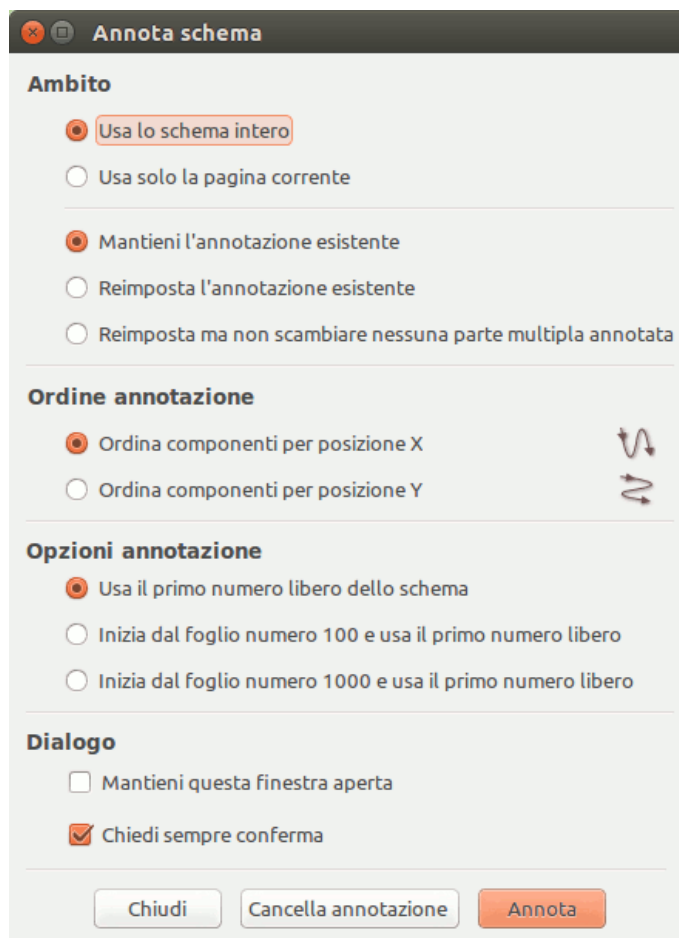 Annota schema
Ambito
Usa lo schema intero
Usa solo la pagina corrente
Mantieni l'annotazione esistente
Reimposta l'annotazione esistente
Reimposta ma non scambiare nessuna parte multipla annotata
Ordine annotazione
Ordina componenti per posizione X
Ordina componenti per posizione Y
Opzioni annotazione
Usa il primo numero libero dello schema
Inizia dal foglio numero 100 e usa il primo numero libero
Inizia dal foglio numero 1000 e usa il primo numero libero
Dialogo
Mantieni questa finestra aperta
Chiedi sempre conferma
Chiudi Cancella annotazione Annota